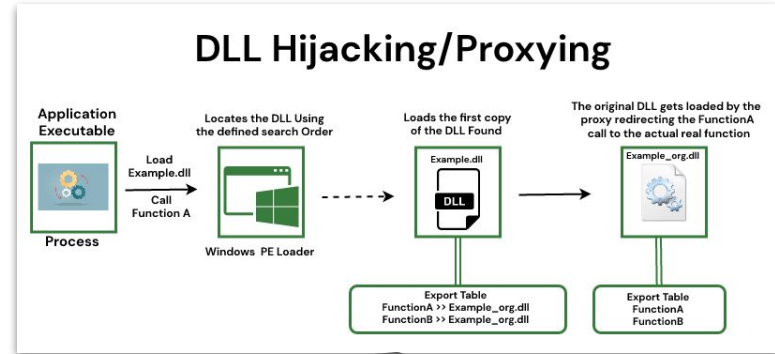 DLL Hijacking/Proxying
Application
Executable
Process
Load
Example.dll
Call
Function A
Locates the DLL Using
the defined search Order
Windows PE Loader
Loads the first copy
of the DLL Found
Example.dll
DLL
Export Table
FunctionA >> Example_org.dll
FunctionB >> Example_org.dll
The original DLL gets loaded by the
proxy redirecting the FunctionA
call to the actual real function
Example_org.dll
Export Table
FunctionA
FunctionB